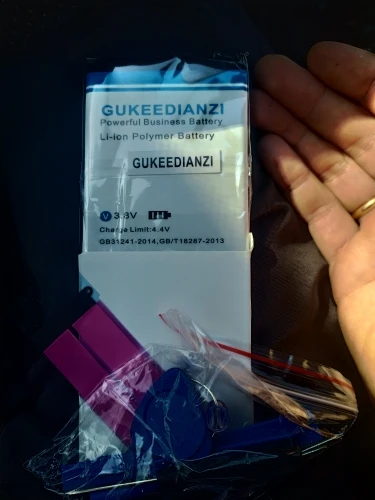 GUKEEDIANZI
Powerful Business Battery
Li-ion Polymer Battery
GUKEEDIANZI
V 3.8V
Charge Limit:4.4V
GB31241-2014,GB/T18287-2013